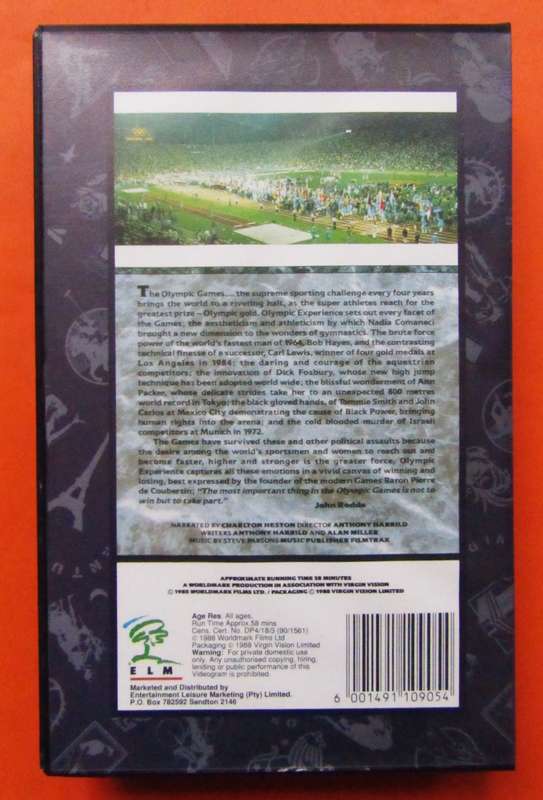 The Olympic Games.... the supreme sporting challenge every four years
brings the world to a rivering halt, as the super athletes reach for the
greatest prize – Olympic gold. Olympic Experience sets out every facet of
the Games; the aestheticism and athleticism by which Nadia Comaneci
brought a new dimension to the wonders of gymnastics. The brute force
power of the world's fastest man of 1964, Bob Hayes, and the contrasting
technical finesse of a successor, Carl Lewis, winner of four gold medals at
Los Angeles in 1984; the daring and courage of the equestrian
competitors; the innovation of Dick Fosbury, whose new high jump
technique has been adopted world wide; the blissful wonderment of Ann
Packer, whose delicate strides take her to an unexpected 800 metres
world record in Tokyo; the black gloved hands, of Tommie Smith and John
Carlos at Mexico City demonstrating the cause of Black Power, bringing
human rights into the arena; and the cold blooded murder of Israeli
competitors at Munich in 1972.
The Games have survived these and other political assaults because
the desire among the world's sportsmen and women to reach out and
become faster, higher and stronger is the greater force. Olympic
Experience captures all these emotions in a vivid canvas of winning and
losing, best expressed by the founder of the modern Games Baron Pierre
de Coubertin; "The most important thing in the Olympic Games is not to
win but to take part."
John Rodda
NARRATED BY CHARLTON HESTON DIRECTOR ANTHONY HARRILD
WRITERS ANTHONY HARRILD AND ALAN MILLER
MUSIC BY STEVE PARSONS MUSIC PUBLISHER FILMTRAX
APPROXIMATE RUNNING TIME 58 MINUTES
A WORLDMARK PRODUCTION IN ASSOCIATION WITH VIRGIN VISION
© 1988 WORLDMARK FILMS LTD. / PACKAGING © 1988 VIRGIN VISION LIMITED
Age Res. All ages.
Run Time Approx.58 mins
Cens. Cert. No. DP4/18/3 (90/1561)
© 1988 Worldmark Films Ltd
Packaging © 1988 Virgin Vision Limited
Warning: For private domestic use
only. Any unauthorised copying, hiring,
lending or public performance of this
Videogram is prohibited.
ELM
Marketed and Distributed by
Entertainment Leisure Marketing (Pty) Limited.
P.O. Box 782592 Sandton 2146
6 001491 109054